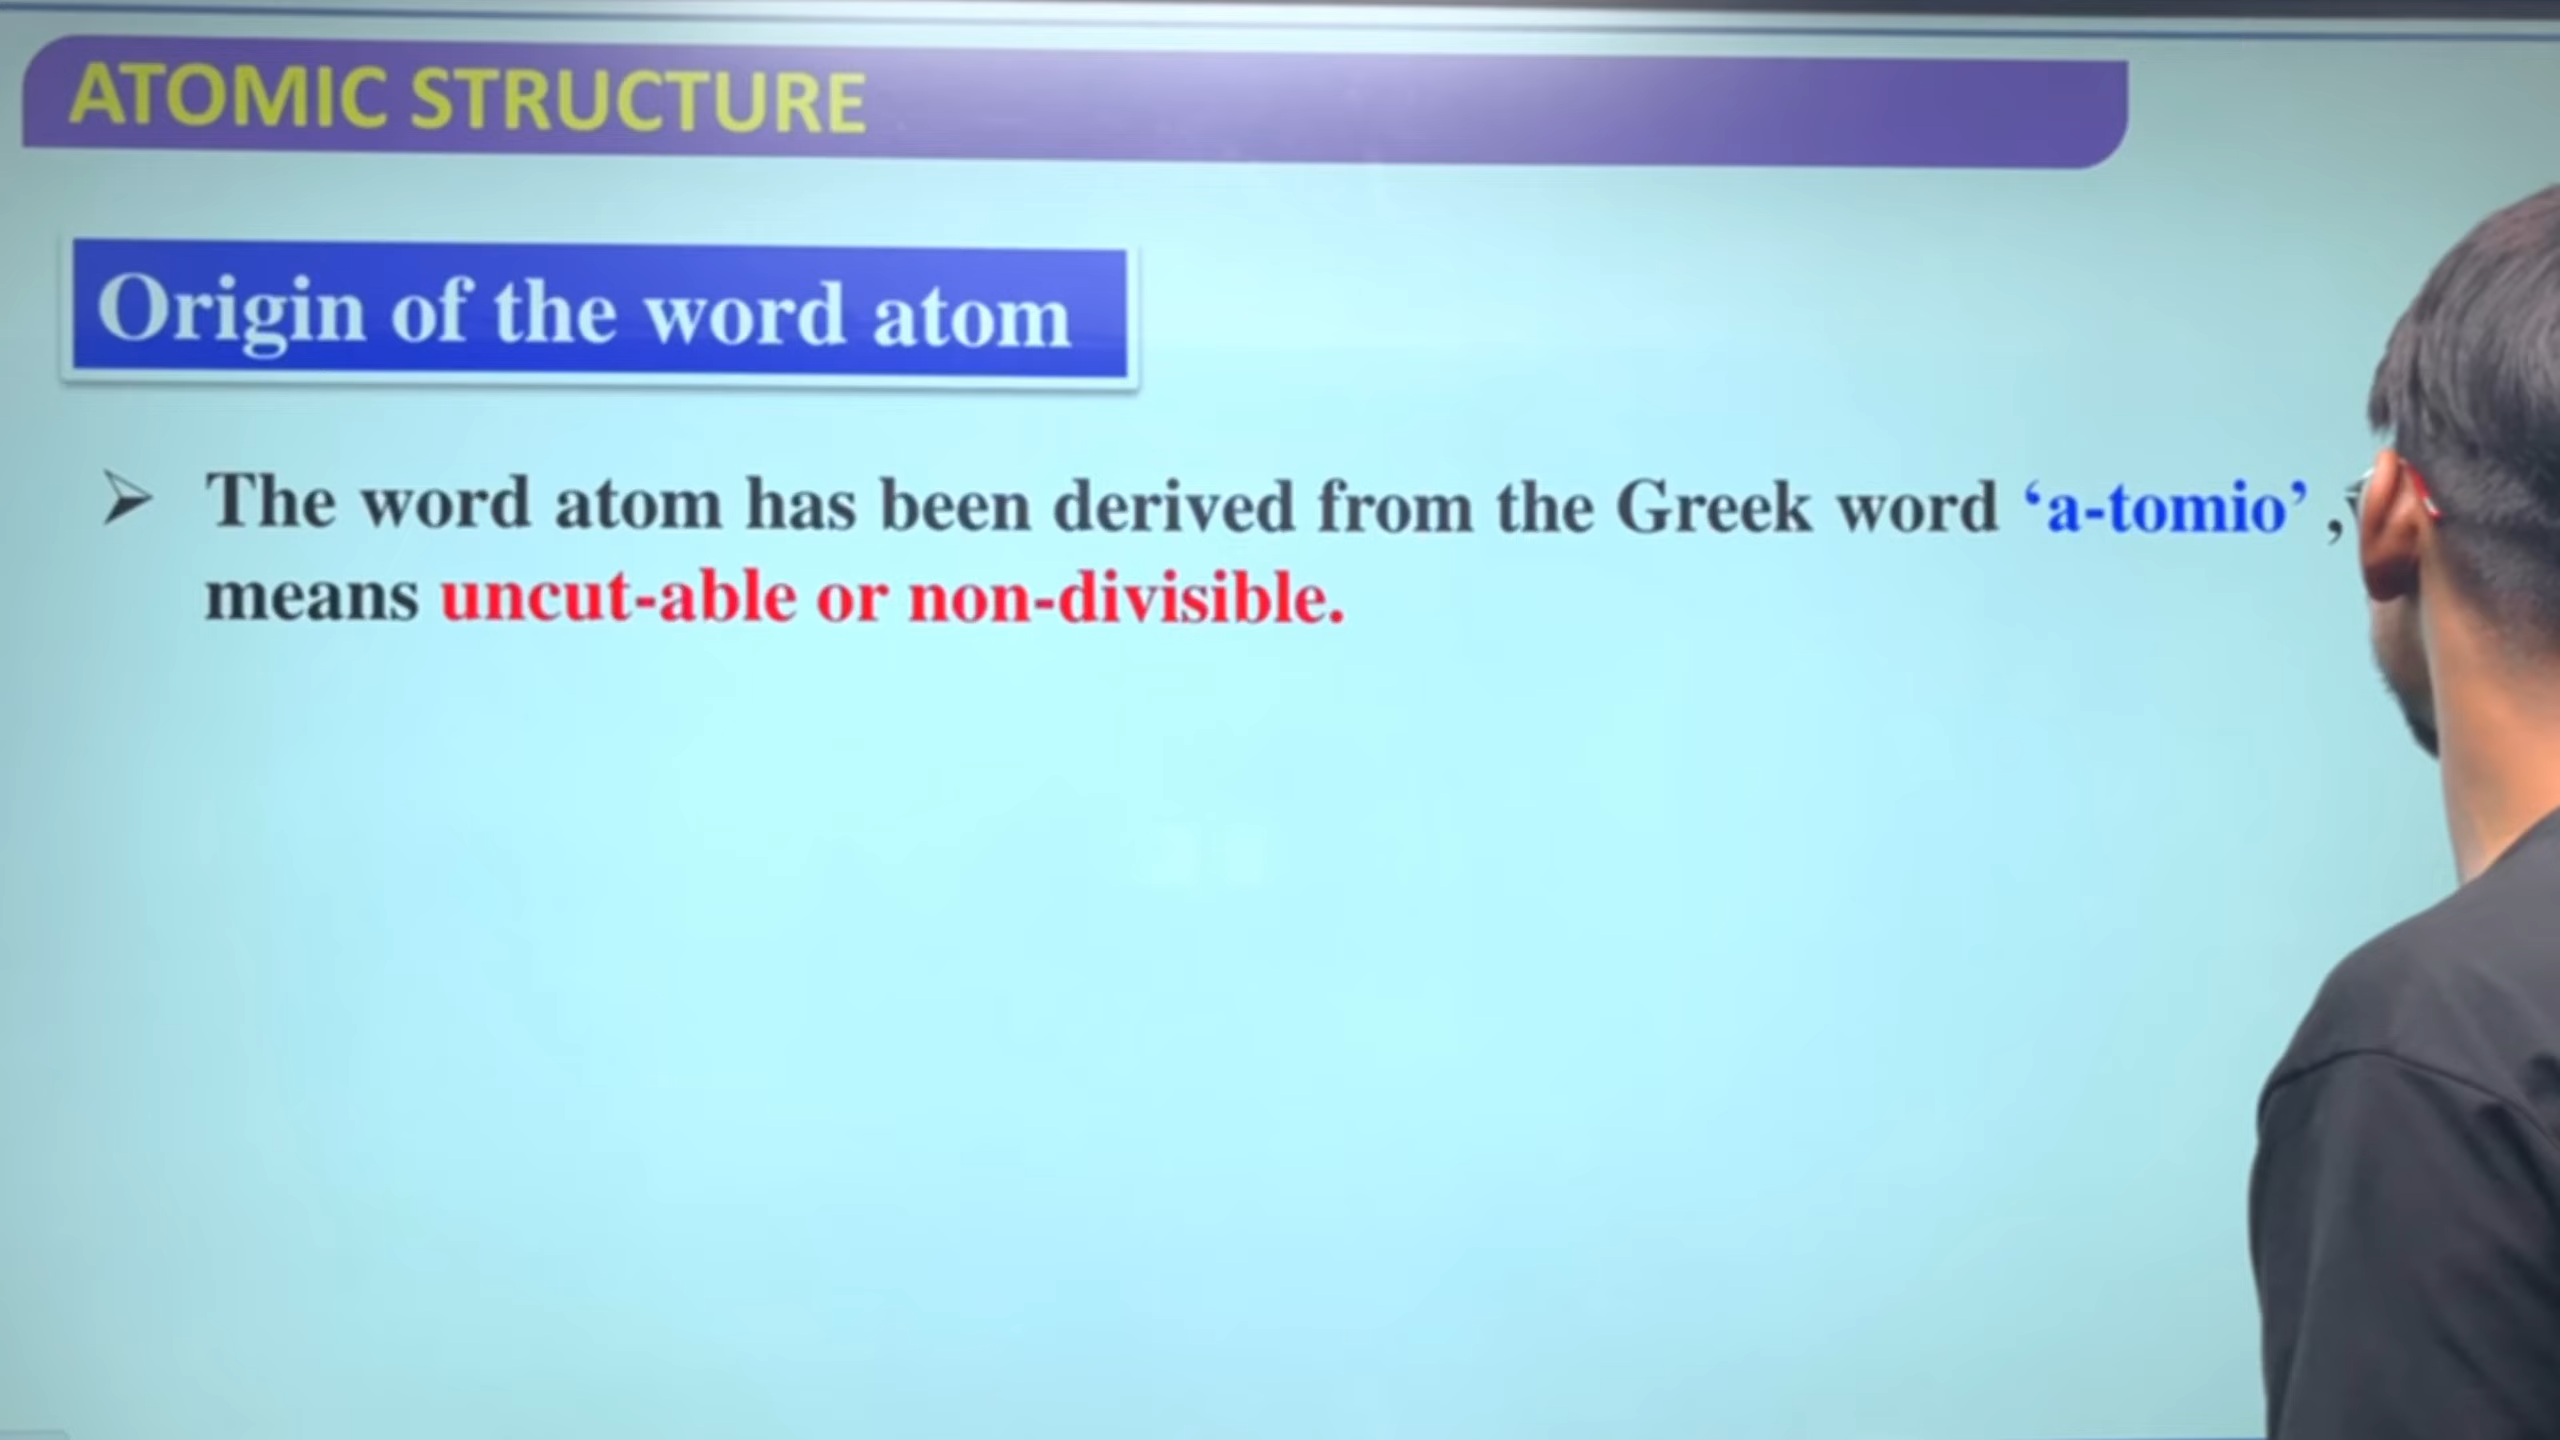 ATOMIC STRUCTURE
Origin of the word atom
➤ The word atom has been derived from the Greek word ‘a-tomio’ ,
means uncut-able or non-divisible.